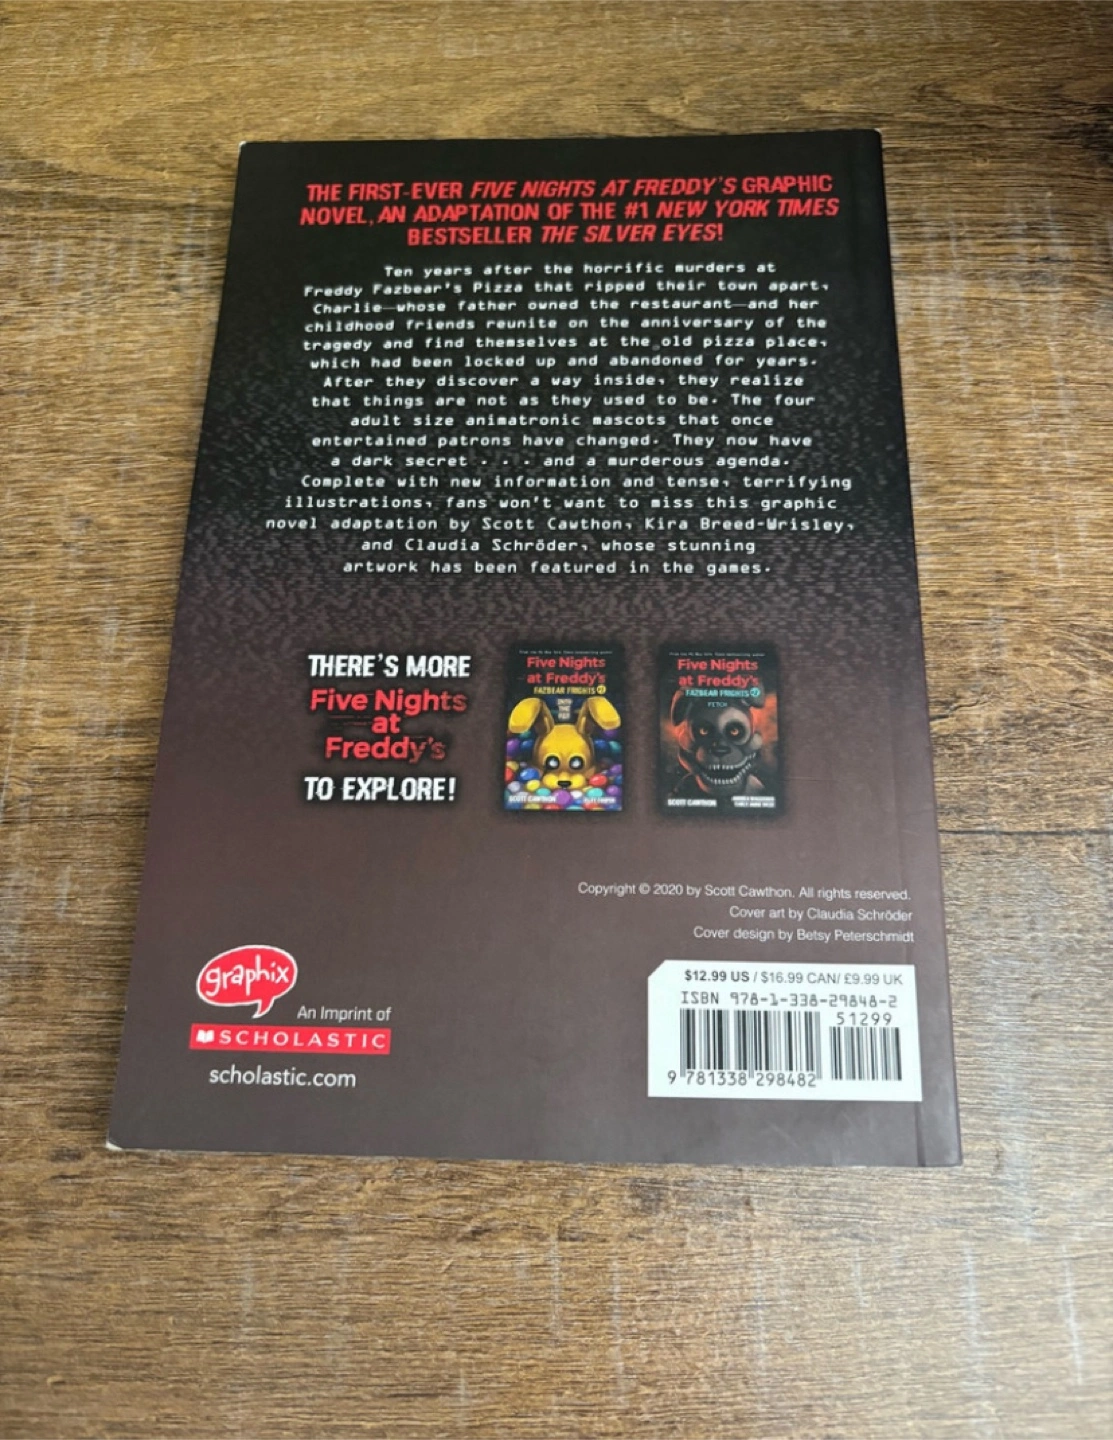 THE FIRST-EVER FIVE NIGHTS AT FREDDY'S GRAPHIC
NOVEL, AN ADAPTATION OF THE #1 NEW YORK TIMES
BESTSELLER THE SILVER EYES!
Ten years after the horrific murders at
Freddy Fazbear's Pizza that ripped their town apart,
Charlie—whose father owned the restaurant—and her
childhood friends reunite on the anniversary of the
tragedy and find themselves at the old pizza place,
which had been locked up and abandoned for years.
After they discover a way inside, they realize
that things are not as they used to be. The four
adult size animatronic mascots that once
entertained patrons have changed. They now have
a dark secret . . . and a murderous agenda.
Complete with new information and tense, terrifying
illustrations, fans won't want to miss this graphic
novel adaptation by Scott Cawthon, Kira Breed-Wrisley,
and Claudia Schröder, whose stunning
artwork has been featured in the games.
THERE'S MORE
Five Nights
at
Freddy's
TO EXPLORE!
Five Nights
at Freddy's
FAZBEAR FRIGHTS #1
INTO
THE
PIT
SCOTT CAWTHON
Five Nights
at Freddy's
FAZBEAR FRIGHTS #2
FETCH
SCOTT CAWTHON
Copyright © 2020 by Scott Cawthon. All rights reserved.
Cover art by Claudia Schröder
Cover design by Betsy Peterschmidt
graphix
An Imprint of
SCHOLASTIC
scholastic.com
$12.99 US / $16.99 CAN/ £9.99 UK
ISBN 978-1-338-29848-2
51299
9 781338 298482